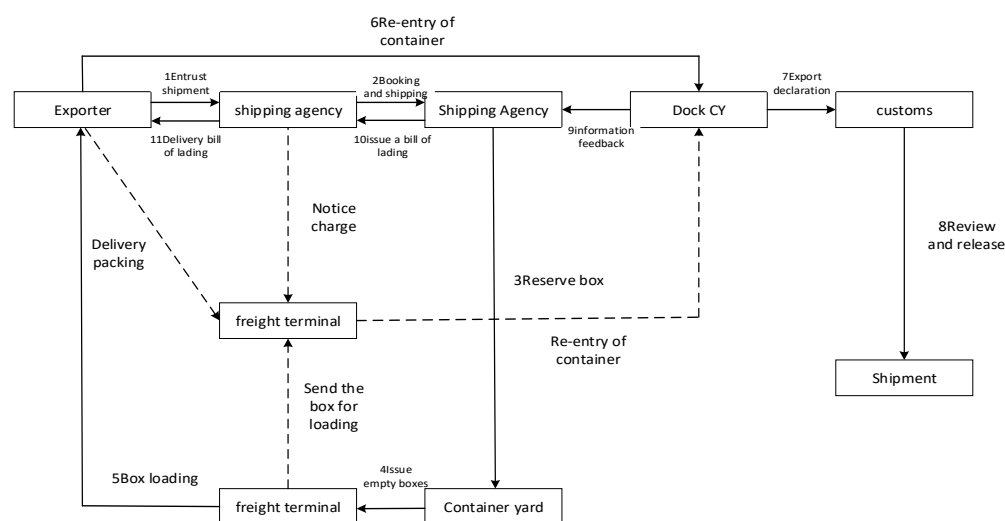 6Re-entry of
container
1Entrust
shipment
2Booking
and shipping
7Export
declaration
Exporter
shipping agency
Shipping Agency
Dock CY
customs
11Delivery bill
of lading
10issue a bill of
lading
9information
feedback
Notice
charge
Delivery
packing
8Review
and release
3Reserve box
freight terminal
Re-entry of
container
Shipment
Send the
box for
loading
5Box loading
4Issue
empty boxes
freight terminal
Container yard